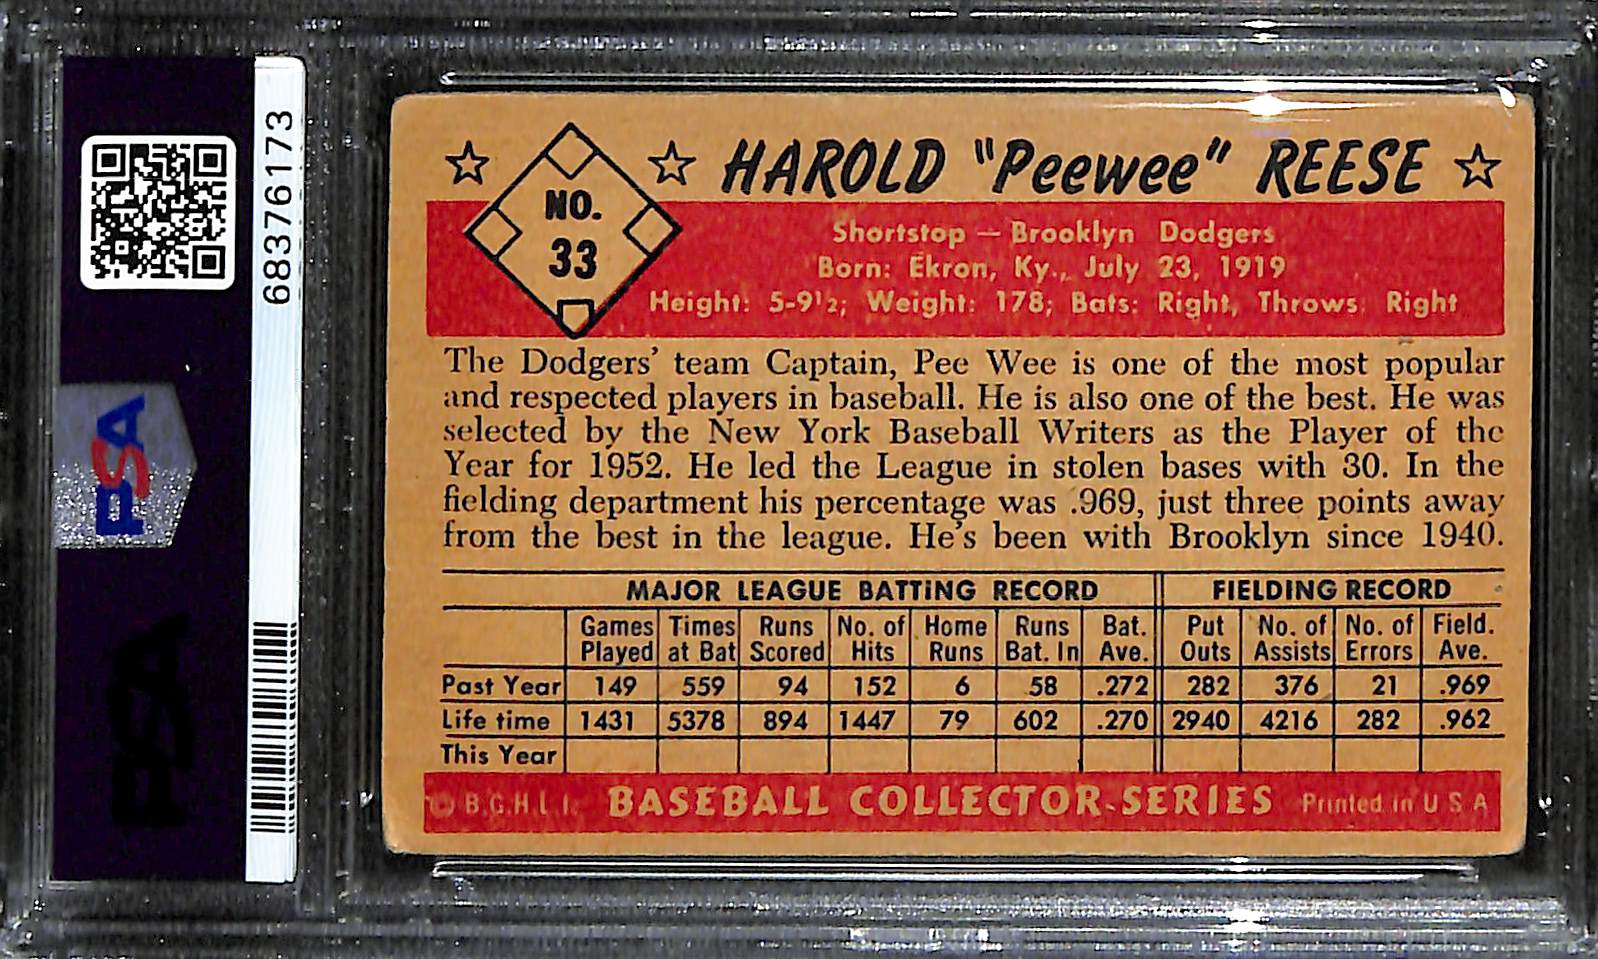 68376173
PSA
HAROLD "Peewee" REESE
NO.
33
Shortstop — Brooklyn Dodgers
Born: Ekron, Ky., July 23, 1919
Height: 5-9½; Weight: 178; Bats: Right, Throws: Right
The Dodgers' team Captain, Pee Wee is one of the most popular
and respected players in baseball. He is also one of the best. He was
selected by the New York Baseball Writers as the Player of the
Year for 1952. He led the League in stolen bases with 30. In the
fielding department his percentage was .969, just three points away
from the best in the league. He's been with Brooklyn since 1940.
MAJOR LEAGUE BATTING RECORD FIELDING RECORD
Games Times Runs No. of Home Runs Bat. Put No. of No. of Field.
Played at Bat Scored Hits Runs Bat. In Ave. Outs Assists Errors Ave.
Past Year 149 559 94 152 6 58 .272 282 376 21 .969
Life time 1431 5378 894 1447 79 602 .270 2940 4216 282 .962
This Year
© B.G.H.L.I. BASEBALL COLLECTOR-SERIES Printed in U S A
PSA